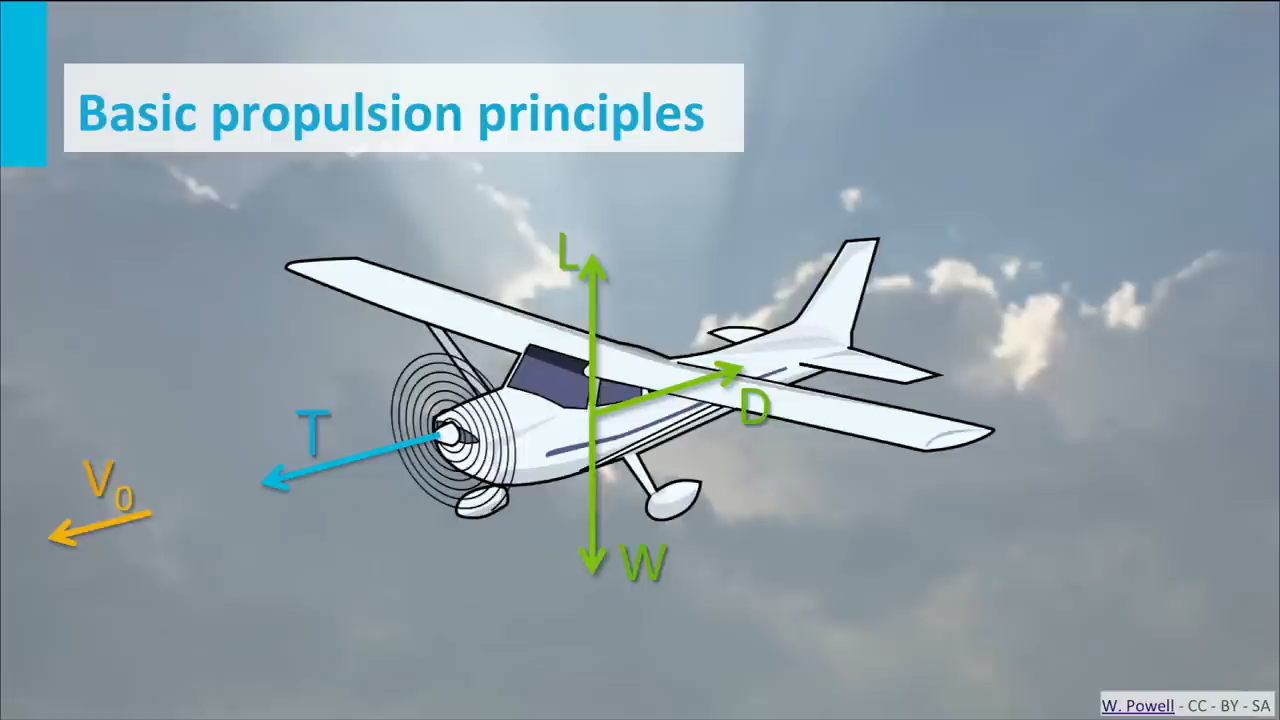 Basic propulsion principles
L
D
T
V₀
W
W. Powell - CC - BY - SA